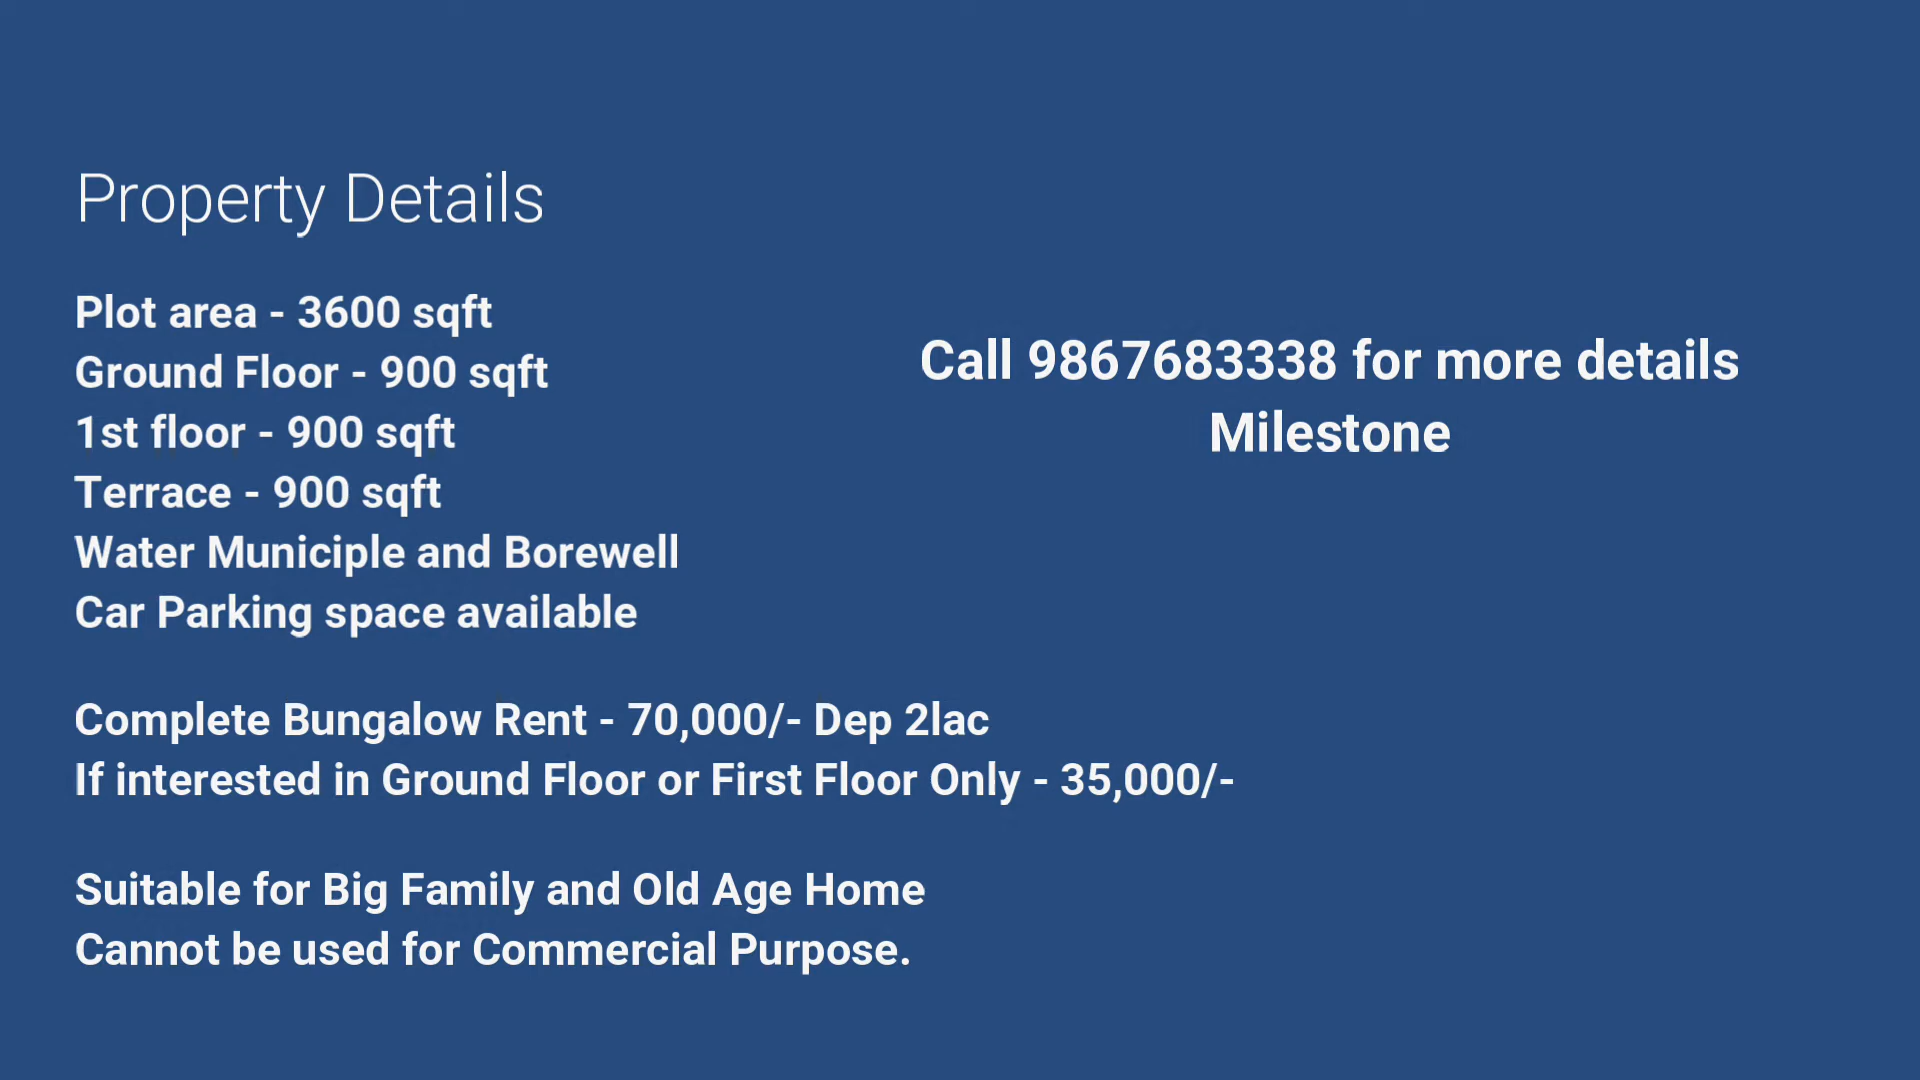 Property Details
Plot area - 3600 sqft
Ground Floor - 900 sqft
1st floor - 900 sqft
Terrace - 900 sqft
Water Municiple and Borewell
Car Parking space available
Complete Bungalow Rent - 70,000/- Dep 2lac
If interested in Ground Floor or First Floor Only - 35,000/-
Suitable for Big Family and Old Age Home
Cannot be used for Commercial Purpose.
Call 9867683338 for more details
Milestone